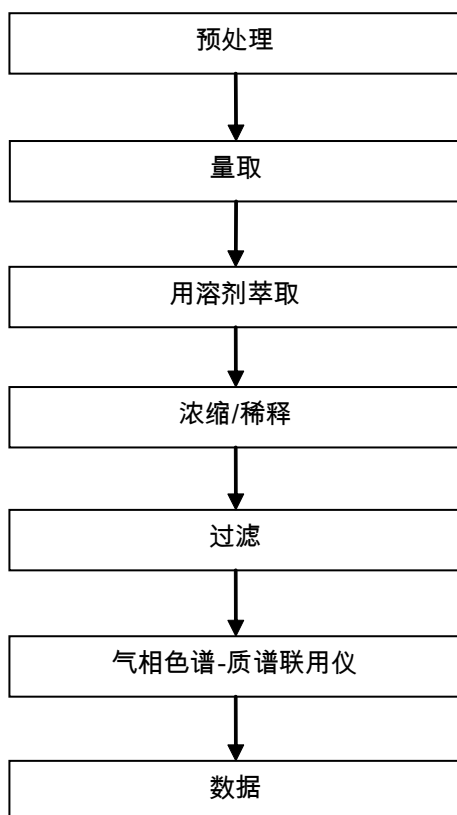 预处理
量取
用溶剂萃取
浓缩/稀释
过滤
气相色谱-质谱联用仪
数据